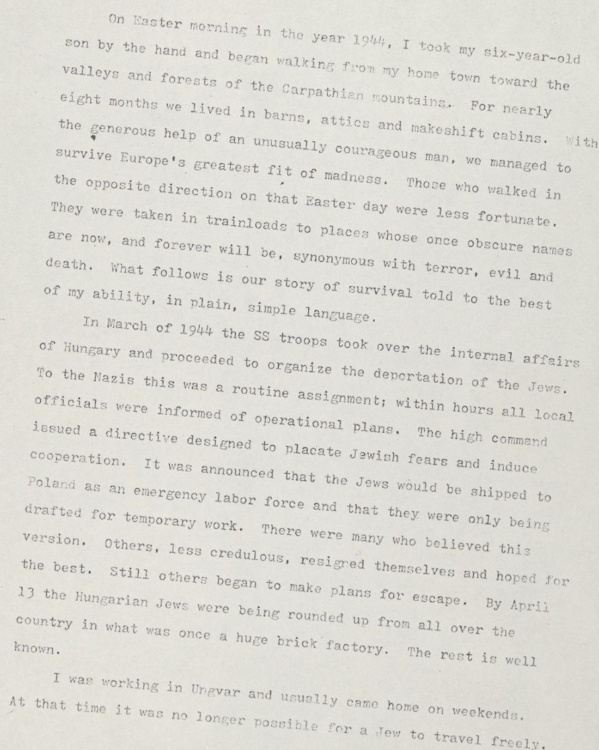 On Easter morning in the year 1944, I took my six-year-old
son by the hand and began walking from my home town toward the
valleys and forests of the Carpathian mountains. For nearly
eight months we lived in barns, attics and makeshift cabins. With
the generous help of an unusually courageous man, we managed to
survive Europe's greatest fit of madness. Those who walked in
the opposite direction on that Easter day were less fortunate.
They were taken in trainloads to places whose once obscure names
are now, and forever will be, synonymous with terror, evil and
death. What follows is our story of survival told to the best
of my ability, in plain, simple language.
In March of 1944 the SS troops took over the internal affairs
of Hungary and proceeded to organize the deportation of the Jews.
To the Nazis this was a routine assignment; within hours all local
officials were informed of operational plans. The high command
issued a directive designed to placate Jewish fears and induce
cooperation. It was announced that the Jews would be shipped to
Poland as an emergency labor force and that they were only being
drafted for temporary work. There were many who believed this
version. Others, less credulous, resigned themselves and hoped for
the best. Still others began to make plans for escape. By April
13 the Hungarian Jews were being rounded up from all over the
country in what was once a huge brick factory. The rest is well
known.
I was working in Ungvar and usually came home on weekends.
At that time it was no longer possible for a Jew to travel freely.